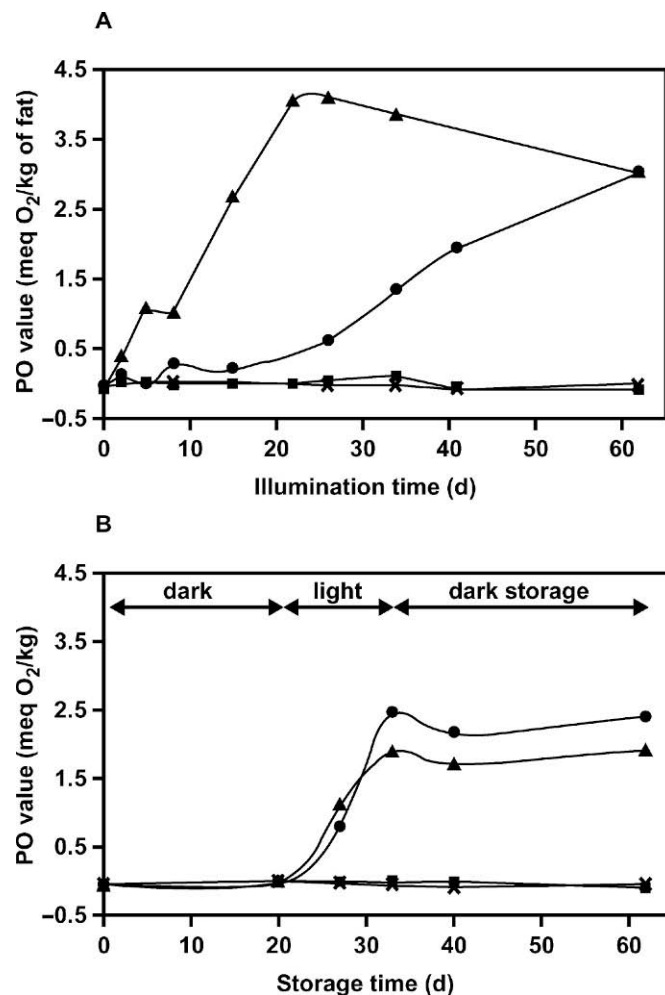 A
4.5
3.5
2.5
1.5
0.5
−0.5
PO value (meq O₂/kg of fat)
0 10 20 30 40 50 60
Illumination time (d)
B
4.5
3.5
2.5
1.5
0.5
−0.5
PO value (meq O₂/kg)
dark light dark storage
0 10 20 30 40 50 60
Storage time (d)